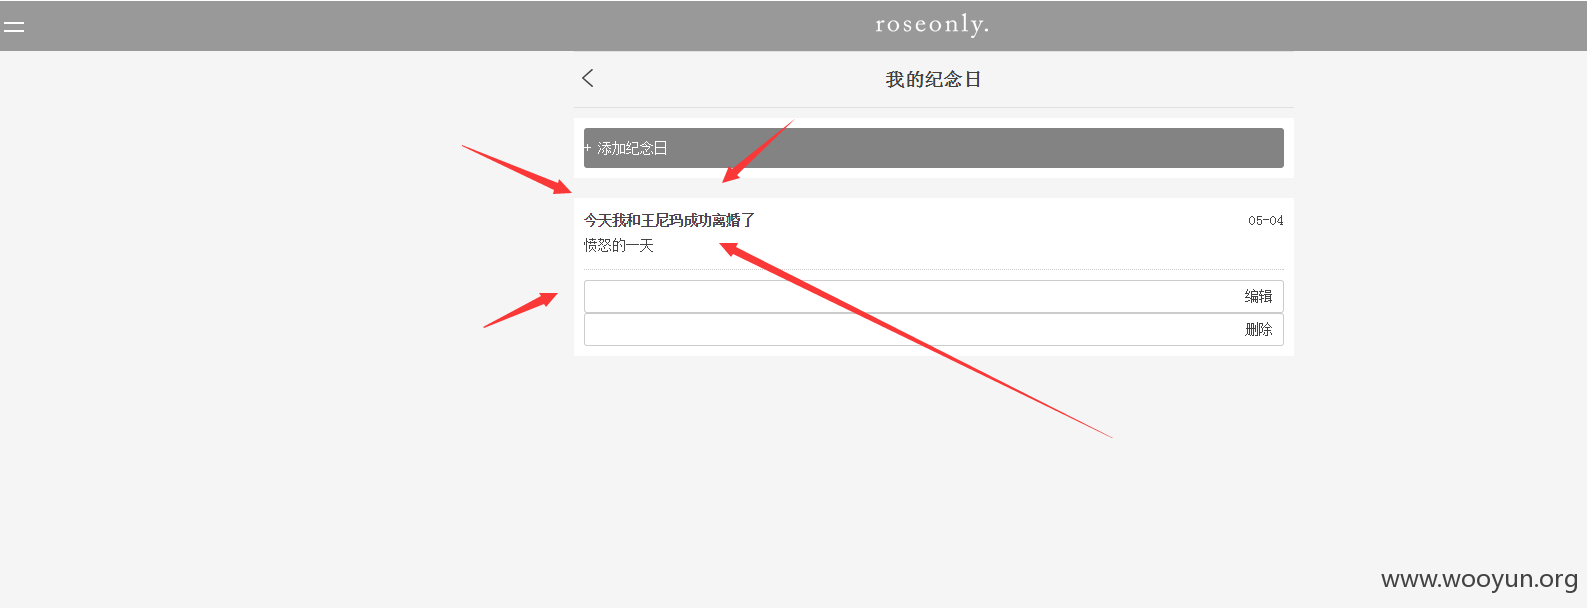 roseonly.
我的纪念日
+ 添加纪念日
今天我和王尼玛成功离婚了
05-04
愤怒的一天
编辑
删除
www.wooyun.org